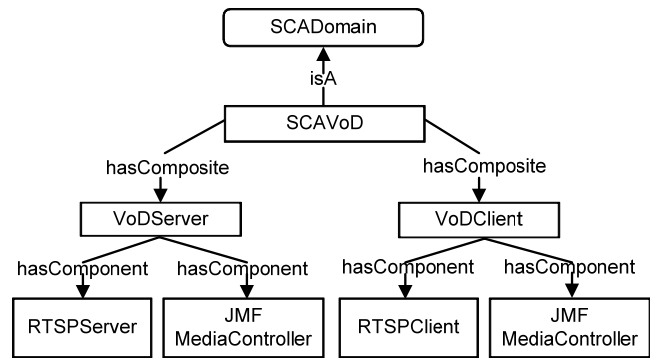 SCADomain
isA
SCAVoD
hasComposite
hasComposite
VoDServer
VoDClient
hasComponent
hasComponent
hasComponent
hasComponent
RTSPServer
JMF
MediaController
RTSPClient
JMF
MediaController